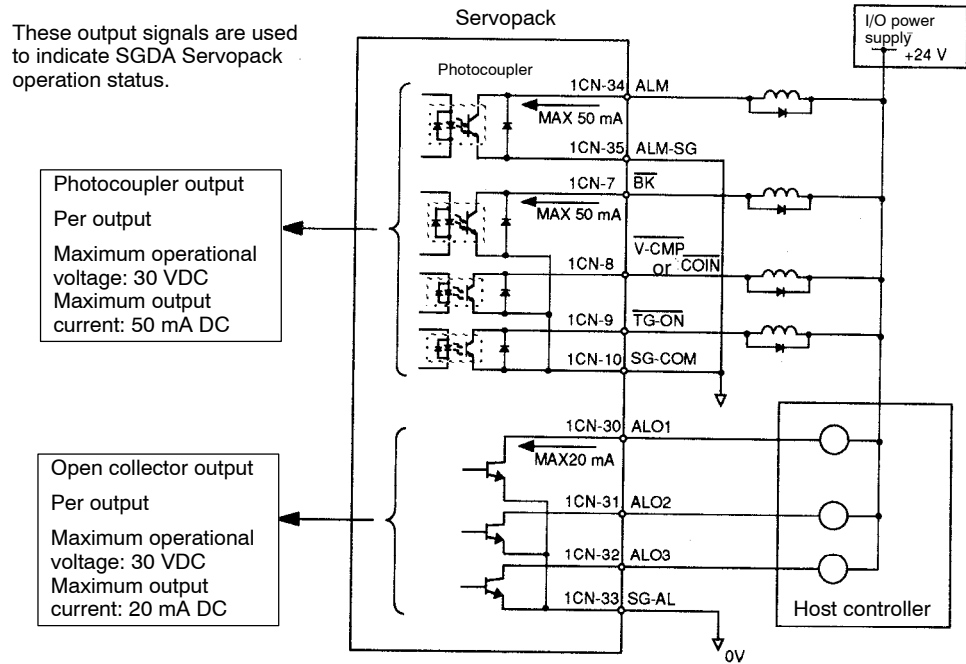 Servopack
These output signals are used
to indicate SGDA Servopack
operation status.
I/O power
supply
+24 V
Photocoupler
1CN-34 ALM
MAX 50 mA
1CN-35 ALM-SG
1CN-7 BK
MAX 50 mA
V-CMP
1CN-8 or COIN
1CN-9 TG-ON
1CN-10 SG-COM
Photocoupler output
Per output
Maximum operational
voltage: 30 VDC
Maximum output
current: 50 mA DC
1CN-30 ALO1
MAX20 mA
1CN-31 ALO2
1CN-32 ALO3
1CN-33 SG-AL
0V
Open collector output
Per output
Maximum operational
voltage: 30 VDC
Maximum output
current: 20 mA DC
Host controller